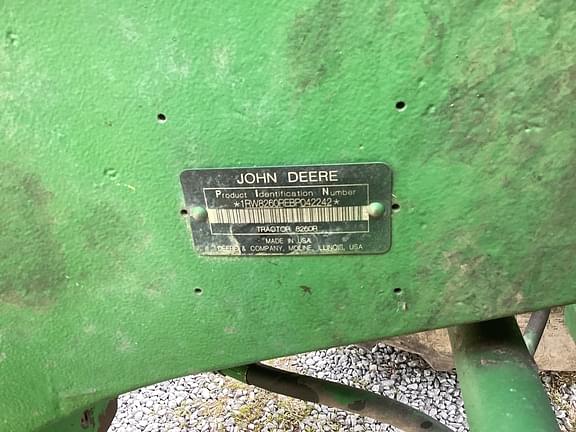 JOHN DEERE
Product Identification Number
*1RW8260REBP042242*
TRACTOR 8260R
MADE IN USA
DEERE & COMPANY, MOLINE, ILLINOIS, USA